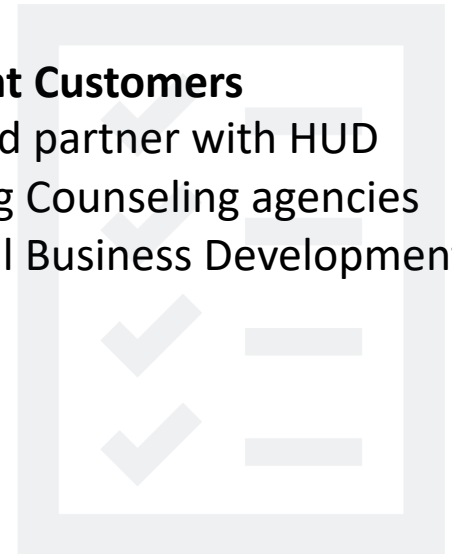 nt Customers
d partner with HUD
g Counseling agencies
l Business Development